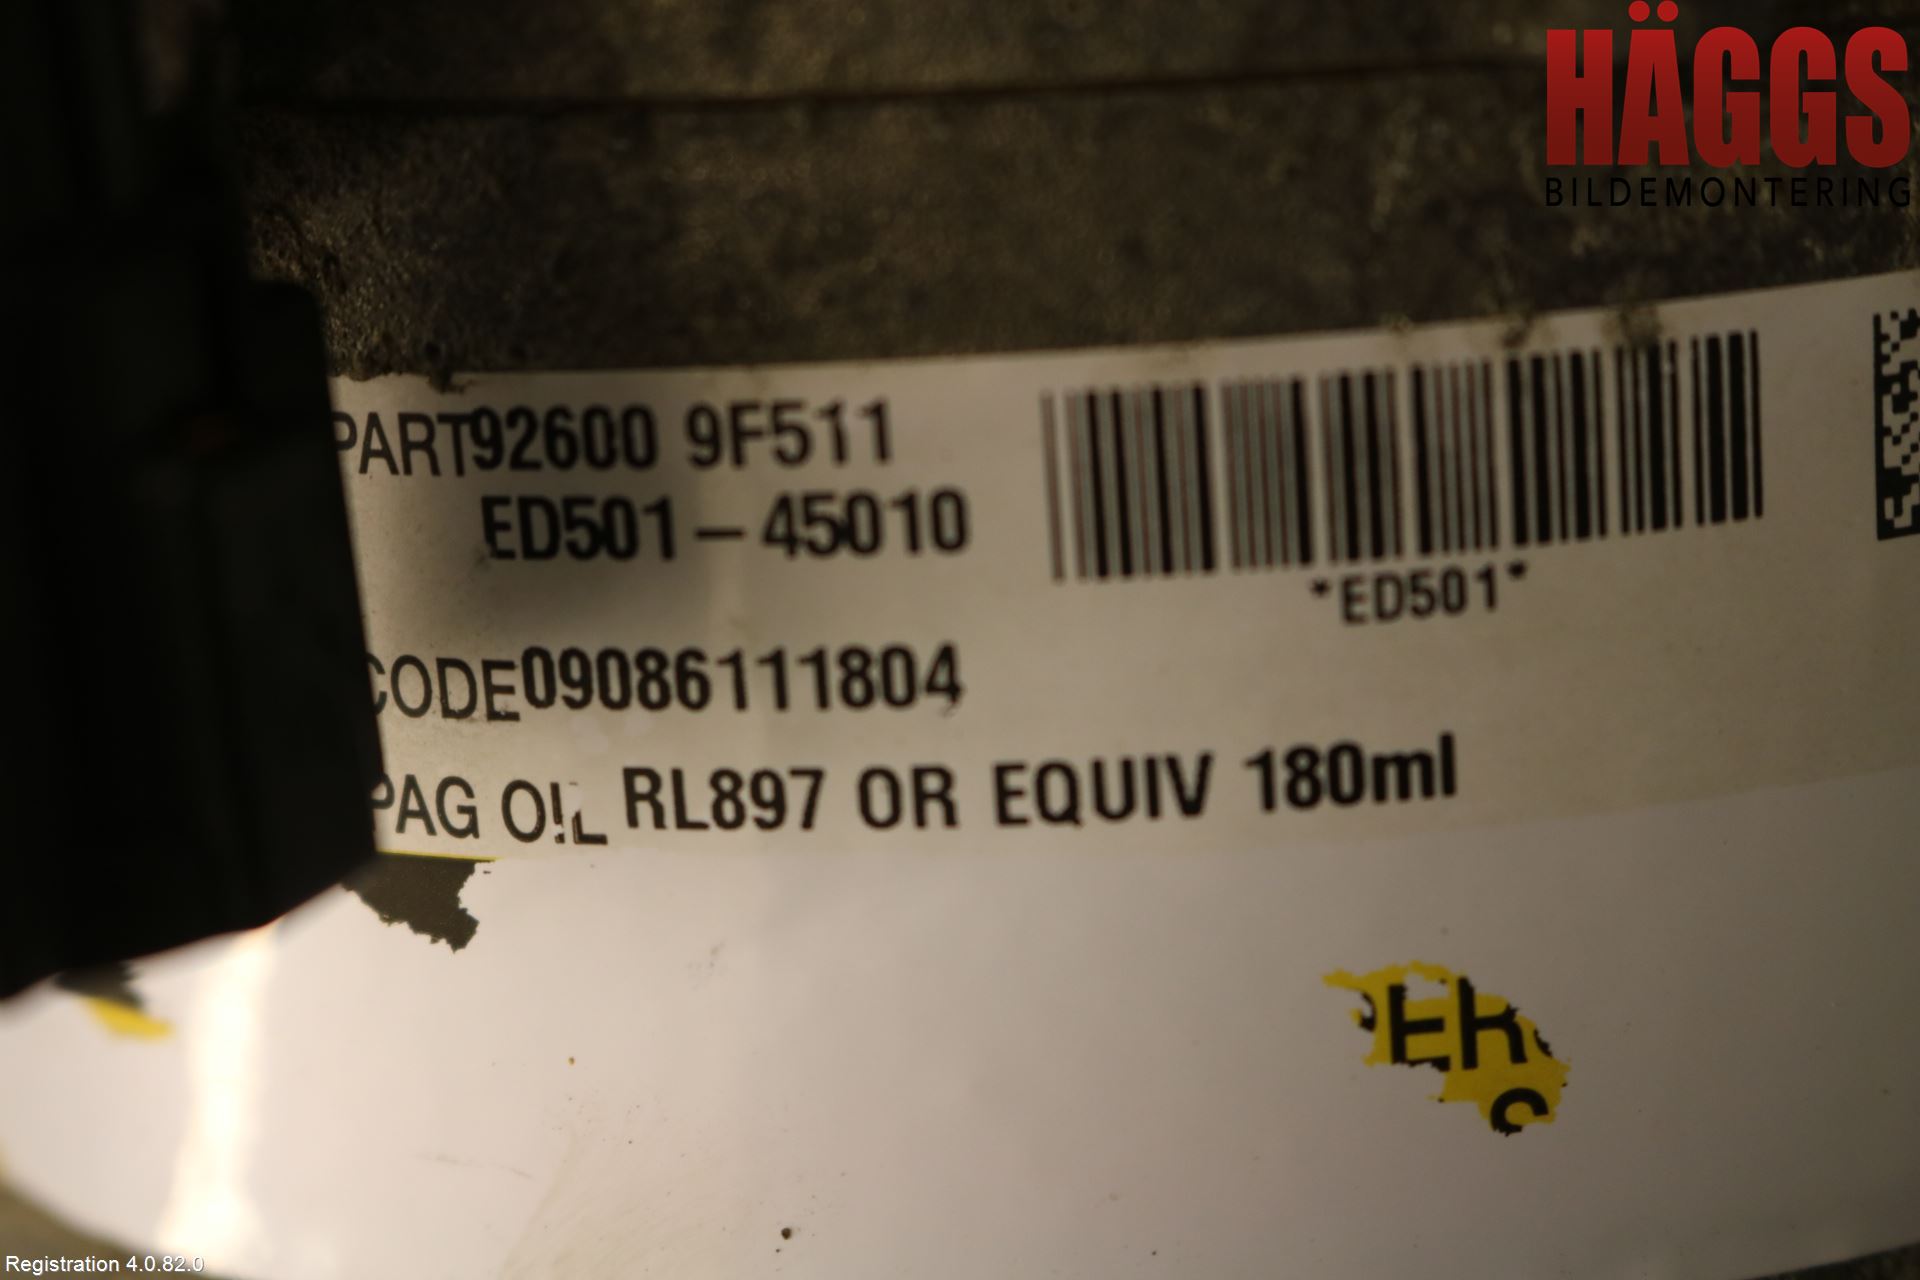 HÄGGS
BILDEMONTERING
PART92600 9F511
ED501-45010
*ED501*
CODE09086111804
PAG OIL RL897 OR EQUIV 180ml
Registration 4.0.82.0